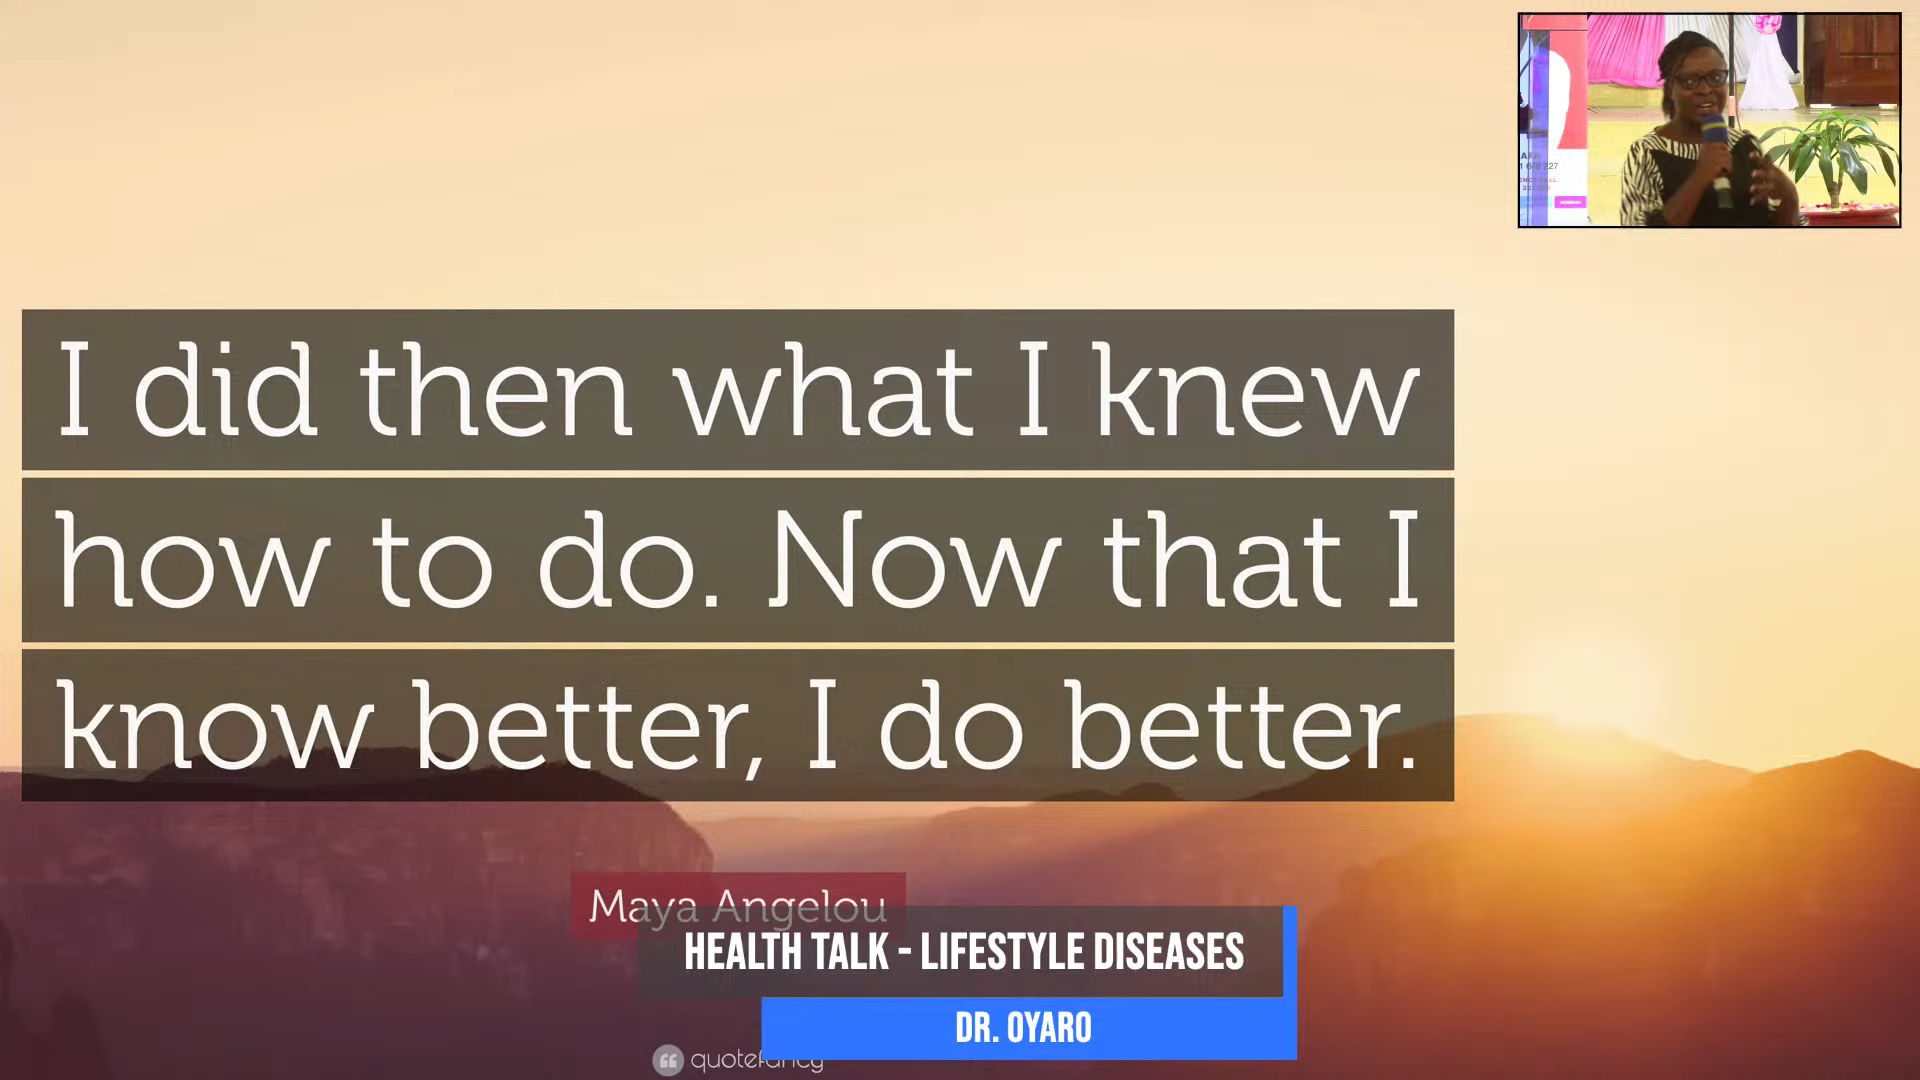 I did then what I knew
how to do. Now that I
know better, I do better.
Maya Angelou
HEALTH TALK - LIFESTYLE DISEASES
DR. OYARO
quotefancy